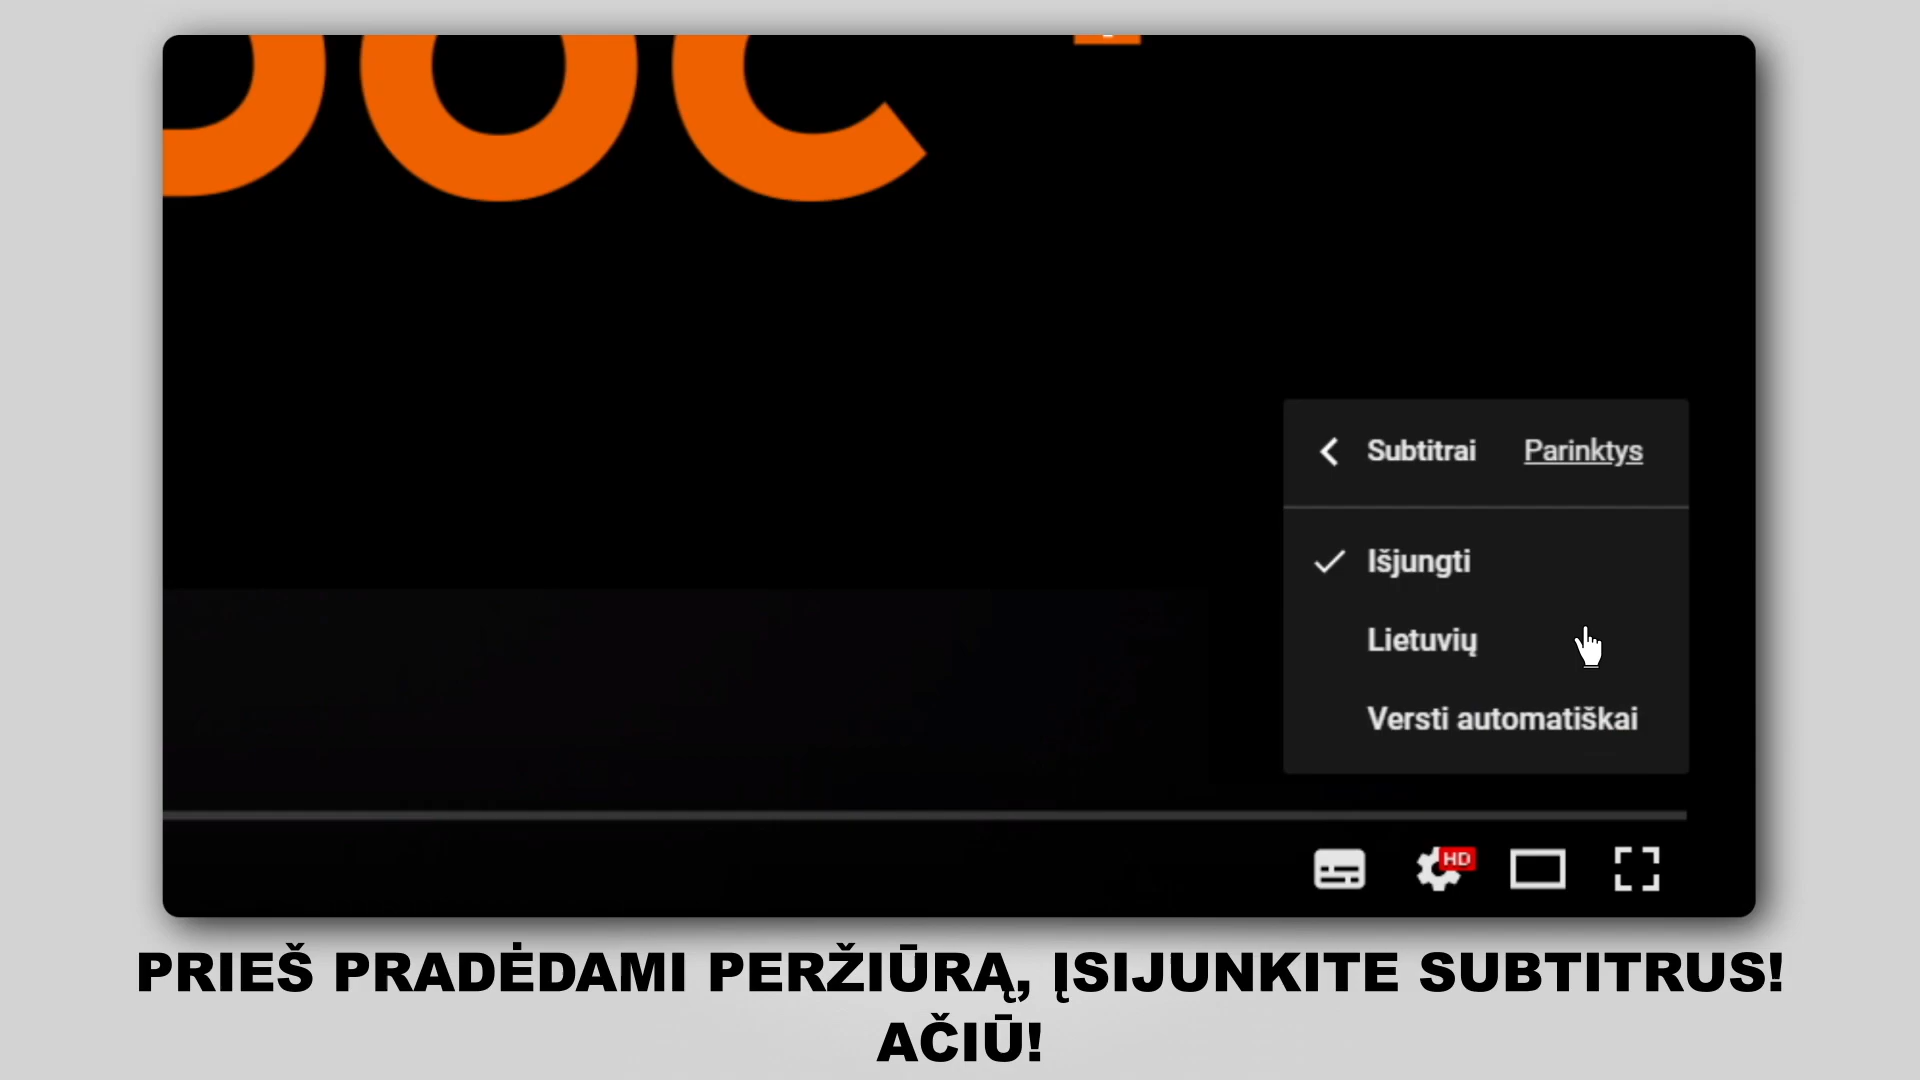 Subtitrai Parinktys
Išjungti
Lietuvių
Versti automatiškai
HD
PRIEŠ PRADĖDAMI PERŽIŪRĄ, ĮSIJUNKITE SUBTITRUS!
AČIŪ!